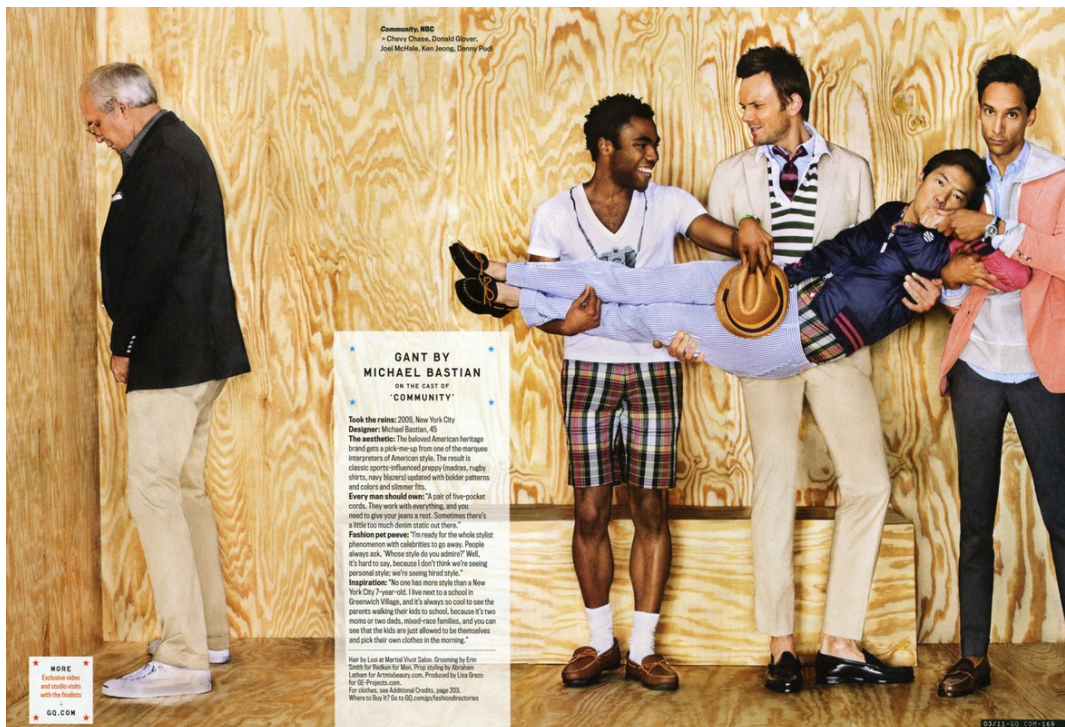 Community, NBC
> Chevy Chase, Donald Glover,
Joel McHale, Ken Jeong, Danny Pudi
GANT BY
MICHAEL BASTIAN
ON THE CAST OF
'COMMUNITY'
Took the reins: 2009, New York City
Designer: Michael Bastian, 45
The aesthetic: The beloved American heritage
brand gets a pick-me-up from one of the marquee
interpreters of American style. The result is
classic sports-influenced preppy (madras, rugby
shirts, navy blazers) updated with bolder patterns
and colors and slimmer fits.
Every man should own: "A pair of five-pocket
cords. They work with everything, and you
need to give your jeans a rest. Sometimes there's
a little too much denim static out there."
Fashion pet peeve: "I'm ready for the whole stylist
phenomenon with celebrities to go away. People
always ask, 'Whose style do you admire?' Well,
it's hard to say, because I don't think we're seeing
personal style; we're seeing hired style."
Inspiration: "No one has more style than a New
York City 7-year-old. I live next to a school in
Greenwich Village, and it's always so cool to see the
parents walking their kids to school, because it's two
moms or two dads, mixed-race families, and you can
see that the kids are just allowed to be themselves
and pick their own clothes in the morning."
Hair by Losi at Martial Vivot Salon. Grooming by Erin
Smith for Redken for Men. Prop styling by Abraham
Latham for Artmixbeauty.com. Produced by Lisa Grezo
for GE-Projects.com.
For clothes, see Additional Credits, page 203.
Where to Buy It? Go to GQ.com/go/fashiondirectories
MORE
Exclusive video
and studio visits
with the finalists
GQ.COM
03/11-GQ.COM-169